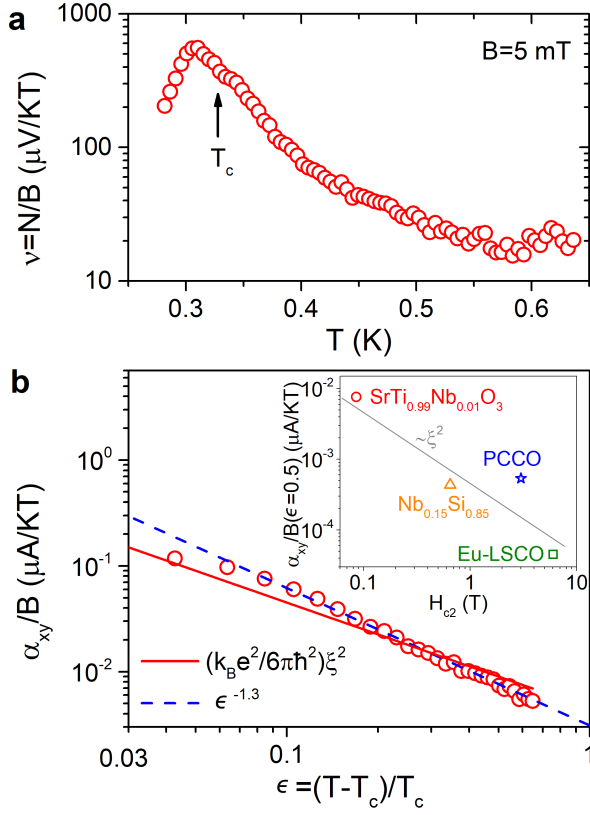 a
1000
B=5 mT
100
T_c
10
ν=N/B (μV/KT)
0.3
0.4
0.5
0.6
T (K)
b
10^0
10^-1
10^-2
α_xy/B (μA/KT)
(k_Be^2/6πħ^2)ξ^2
ϵ^-1.3
0.03
0.1
1
ϵ=(T-T_c)/T_c
10^-2
10^-3
10^-4
α_xy/B(ϵ=0.5) (μA/KT)
SrTi_0.99Nb_0.01O_3
~ξ^2
PCCO
Nb_0.15Si_0.85
Eu-LSCO
0.1
1
10
H_c2 (T)